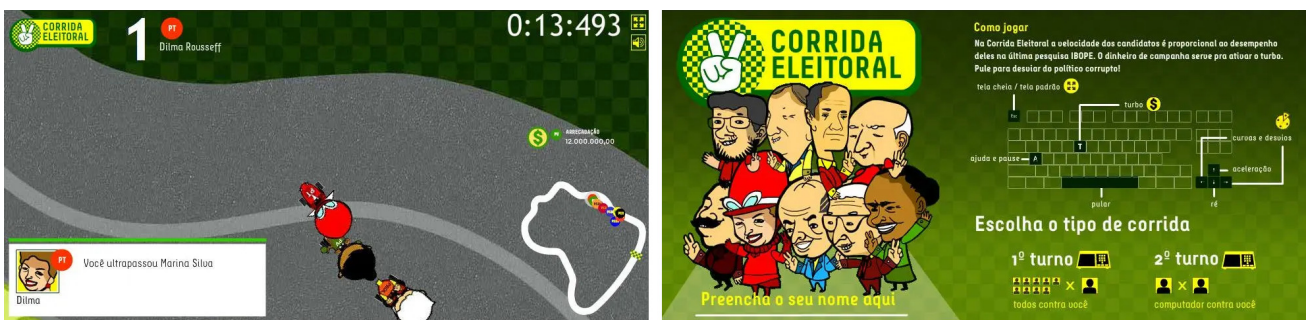 CORRIDA
ELEITORAL
1
PT
Dilma Rousseff
0:13:493
$
ARRECADAÇÃO
12.000.000,00
PT
Você ultrapassou Marina Silva
Dilma
CORRIDA
ELEITORAL
Preencha o seu nome aqui
Como jogar
Na Corrida Eleitoral a velocidade dos candidatos é proporcional ao desempenho
deles na última pesquisa IBOPE. O dinheiro de campanha serve pra ativar o turbo.
Pule para desviar do político corrupto!
tela cheia / tela padrão
turbo $
T
curvas e desvios
ajuda e pause
A
aceleração
pular
ré
Escolha o tipo de corrida
1º turno
2º turno
x
x
todos contra você
computador contra você